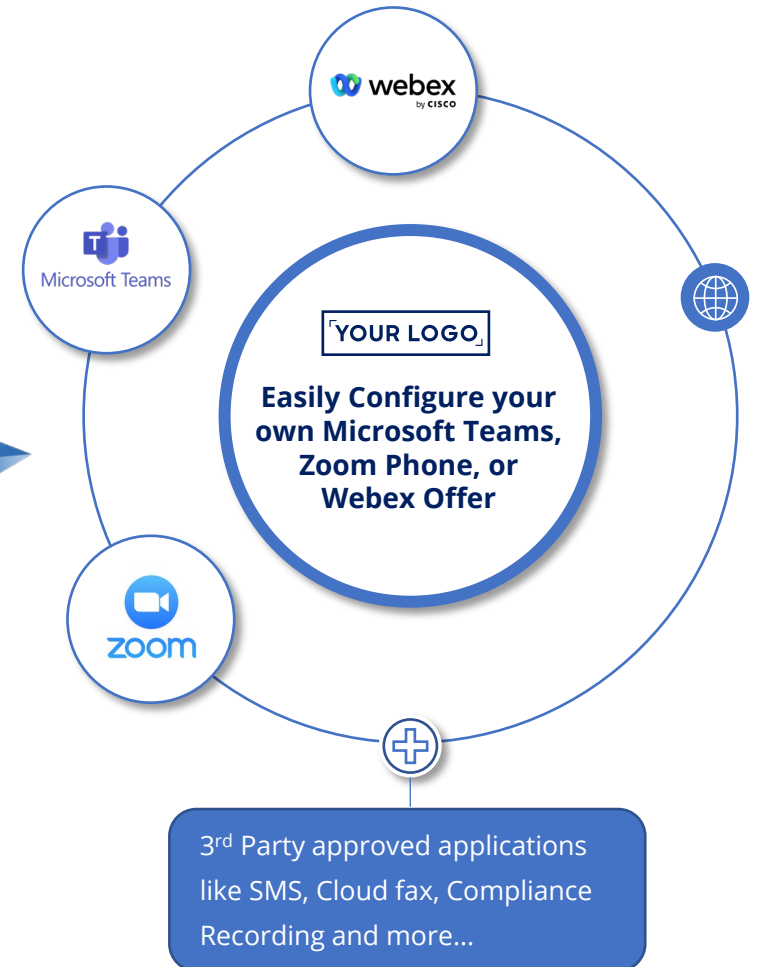 webex
by CISCO
T
Microsoft Teams
YOUR LOGO
Easily Configure your
own Microsoft Teams,
Zoom Phone, or
Webex Offer
zoom
3rd Party approved applications
like SMS, Cloud fax, Compliance
Recording and more...